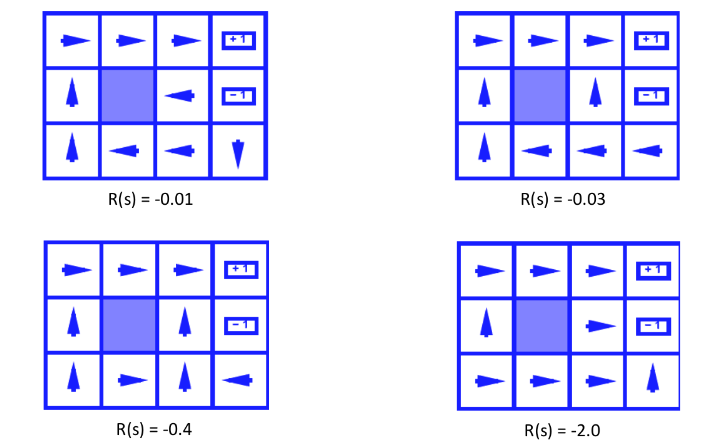 + 1
+ 1
- 1
- 1
R(s) = -0.01
R(s) = -0.03
+ 1
+ 1
- 1
- 1
R(s) = -0.4
R(s) = -2.0